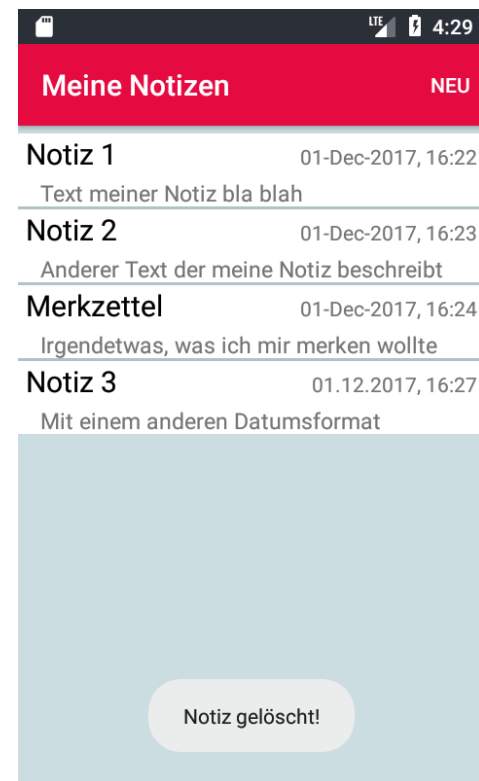 LTE 4:29
Meine Notizen NEU
Notiz 1 01-Dec-2017, 16:22
Text meiner Notiz bla blah
Notiz 2 01-Dec-2017, 16:23
Anderer Text der meine Notiz beschreibt
Merkzettel 01-Dec-2017, 16:24
Irgendetwas, was ich mir merken wollte
Notiz 3 01.12.2017, 16:27
Mit einem anderen Datumsformat
Notiz gelöscht!